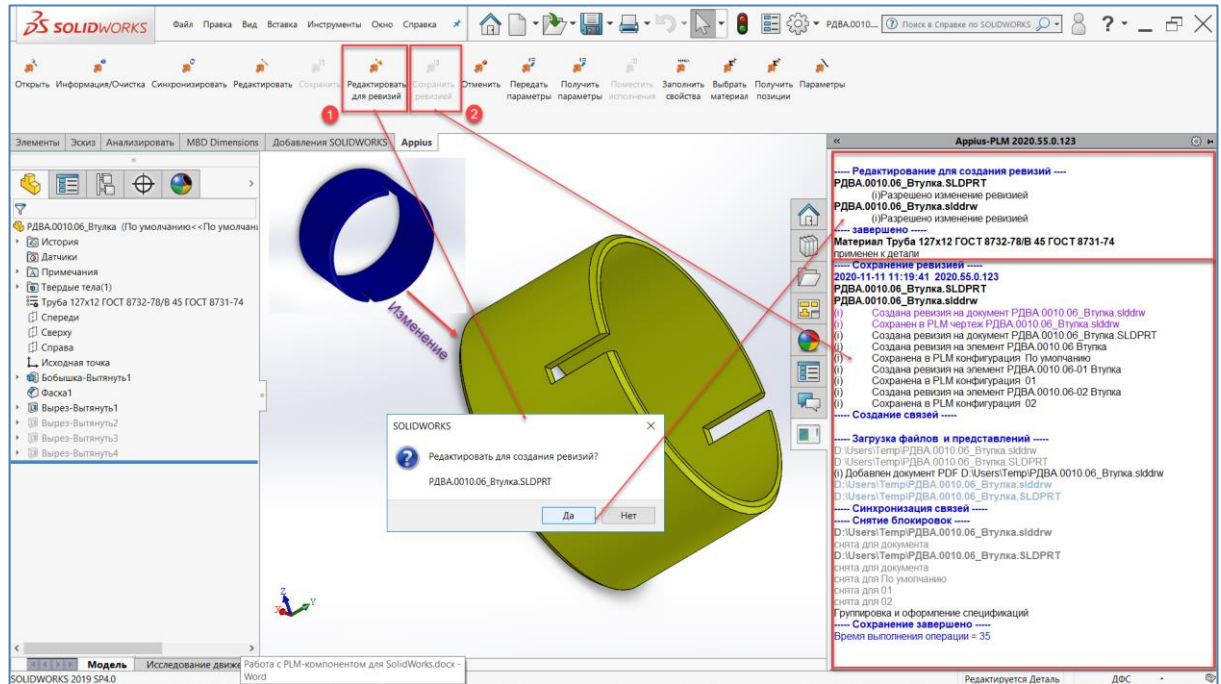 SOLIDWORKS
Файл Правка Вид Вставка Инструменты Окно Справка
РДВА.0010....
Поиск в Справке по SOLIDWORKS
?
Открыть Информация/Очистка Синхронизировать Редактировать Сохранить Редактировать для ревизий Сохранить ревизией Отменить Передать параметры Получить параметры Поместить исполнения Заполнить свойства Выбрать материал Получить позиции Параметры
1
2
Элементы Эскиз Анализировать MBD Dimensions Добавления SOLIDWORKS Appius
РДВА.0010.06_Втулка (По умолчанию<<По умолчан
История
Датчики
Примечания
Твердые тела(1)
Труба 127х12 ГОСТ 8732-78/В 45 ГОСТ 8731-74
Спереди
Сверху
Справа
Исходная точка
Бобышка-Вытянуть1
Фаска1
Вырез-Вытянуть1
Вырез-Вытянуть2
Вырез-Вытянуть3
Вырез-Вытянуть4
Изменение
SOLIDWORKS
Редактировать для создания ревизий?
РДВА.0010.06_Втулка.SLDPRT
Да Нет
Z
Y
Appius-PLM 2020.55.0.123
----- Редактирование для создания ревизий ----
РДВА.0010.06_Втулка.SLDPRT
(i)Разрешено изменение ревизией
РДВА.0010.06_Втулка.slddrw
(i)Разрешено изменение ревизией
----- завершено -----
Материал Труба 127х12 ГОСТ 8732-78/В 45 ГОСТ 8731-74
применен к детали
----- Сохранение ревизией -----
2020-11-11 11:19:41 2020.55.0.123
РДВА.0010.06_Втулка.SLDPRT
РДВА.0010.06_Втулка.slddrw
(i) Создана ревизия на документ РДВА.0010.06_Втулка.slddrw
(i) Сохранен в PLM чертеж РДВА.0010.06_Втулка.slddrw
(i) Создана ревизия на документ РДВА.0010.06_Втулка.SLDPRT
(i) Создана ревизия на элемент РДВА.0010.06 Втулка
(i) Сохранена в PLM конфигурация По умолчанию
(i) Создана ревизия на элемент РДВА.0010.06-01 Втулка
(i) Сохранена в PLM конфигурация 01
(i) Создана ревизия на элемент РДВА.0010.06-02 Втулка
(i) Сохранена в PLM конфигурация 02
----- Создание связей -----
----- Загрузка файлов и представлений -----
D:\Users\Temp\РДВА.0010.06_Втулка.slddrw
D:\Users\Temp\РДВА.0010.06_Втулка.SLDPRT
(i) Добавлен документ PDF D:\Users\Temp\РДВА.0010.06_Втулка.slddrw
D:\Users\Temp\РДВА.0010.06_Втулка.slddrw
D:\Users\Temp\РДВА.0010.06_Втулка.SLDPRT
----- Синхронизация связей -----
----- Снятие блокировок -----
D:\Users\Temp\РДВА.0010.06_Втулка.slddrw
снята для документа
D:\Users\Temp\РДВА.0010.06_Втулка.SLDPRT
снята для документа
снята для По умолчанию
снята для 01
снята для 02
Группировка и оформление спецификаций
----- Сохранение завершено -----
Время выполнения операции = 35
Модель Исследование движе
Работа с PLM-компонентом для SolidWorks.docx -
Word
SOLIDWORKS 2019 SP4.0
Редактируется Деталь ДФС -